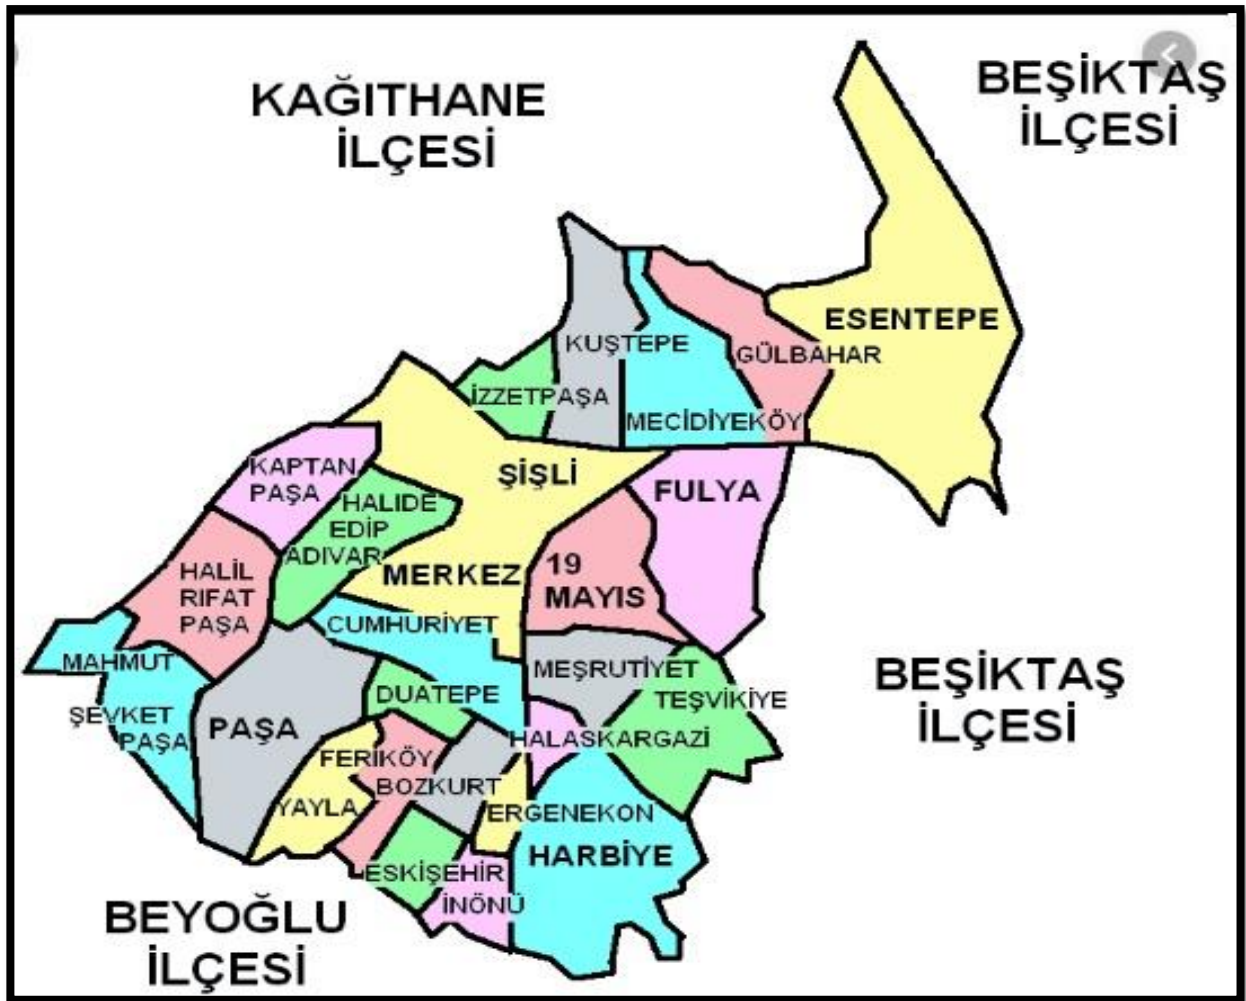 KAĞITHANE
İLÇESİ
BEŞİKTAŞ
İLÇESİ
ESENTEPE
KUŞTEPE
GÜLBAHAR
İZZETPAŞA
MECİDİYEKÖY
KAPTAN
PAŞA
ŞİŞLİ
FULYA
HALIDE
EDİP
ADIVAR
MERKEZ
19
MAYIS
HALİL
RIFAT
PAŞA
CUMHURİYET
MAHMUT
ŞEVKET
PAŞA
MEŞRUTİYET
DUATEPE
TEŞVİKİYE
PAŞA
HALASKARGAZİ
BEŞİKTAŞ
İLÇESİ
FERİKÖY
BOZKURT
YAYLA
ERGENEKON
HARBİYE
ESKİŞEHİR
İNÖNÜ
BEYOĞLU
İLÇESİ